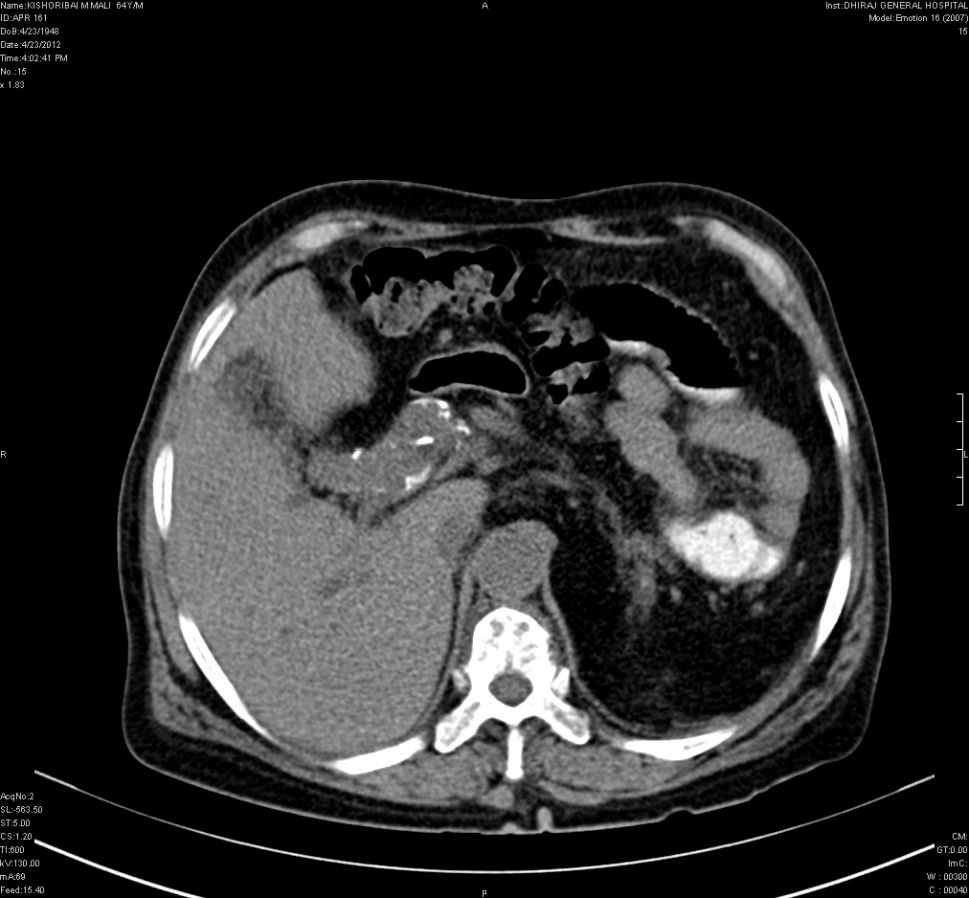 Name:KISHORIBAI M MALI 64Y/M
ID:APR 161
DoB:4/23/1948
Date:4/23/2012
Time:4:02:41 PM
No.:15
x 1.83
A
Inst:DHIRAJ GENERAL HOSPITAL
Model:Emotion 16 (2007)
15
R
L
AcqNo:2
SL:-563.50
ST:5.00
CS:1.20
TI:600
kV:130.00
mA:69
Feed:15.40
P
CM:
GT:0.00
ImC:
W : 00300
C : 00040